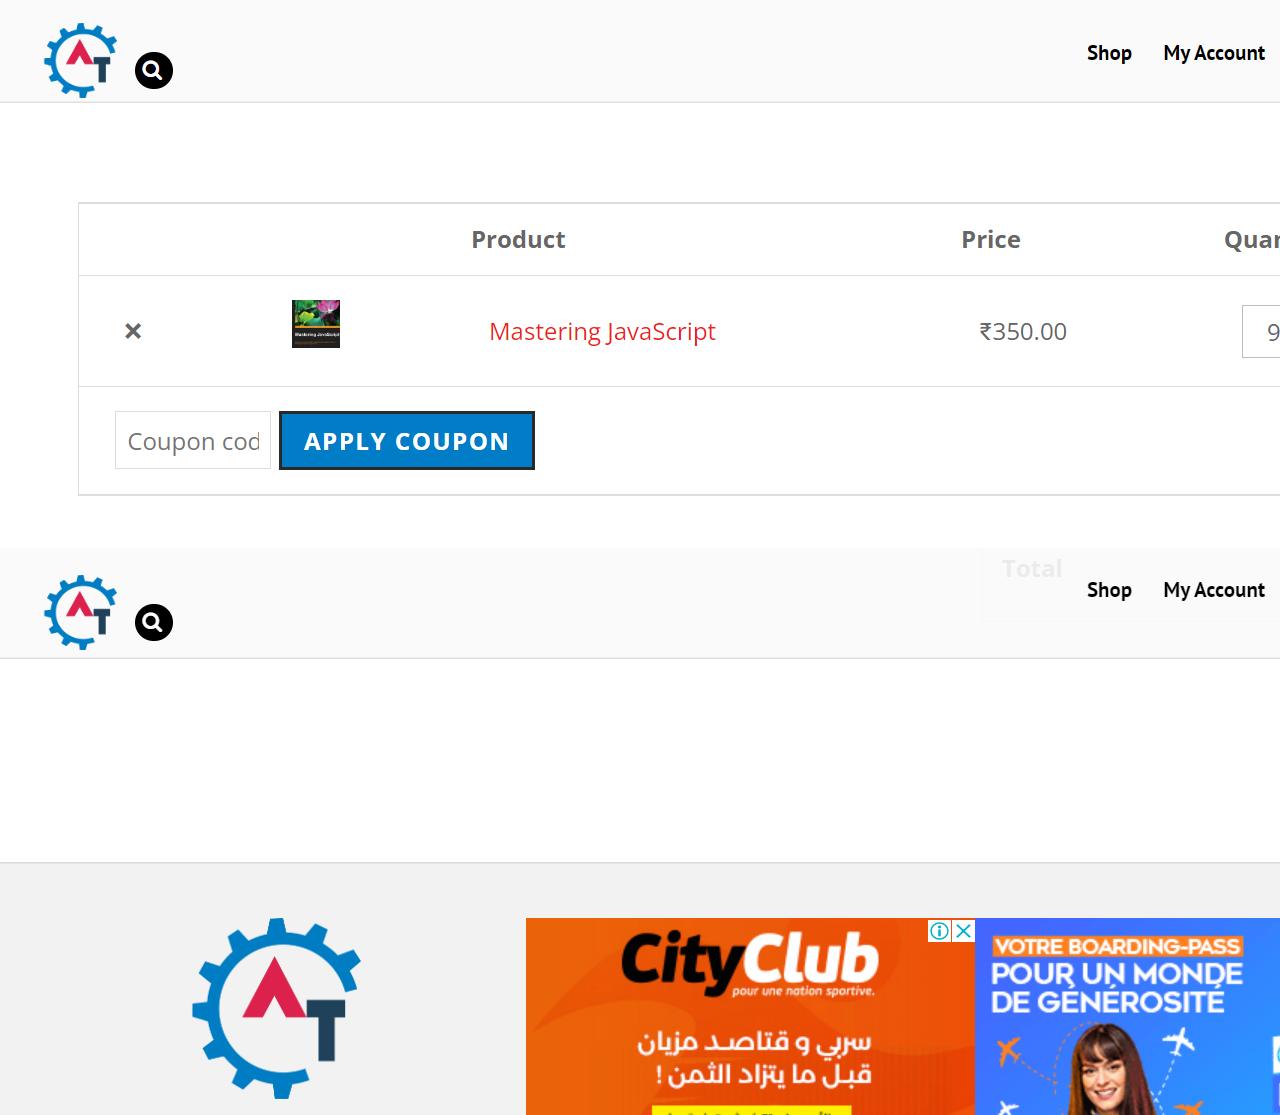 Shop My Account
Product Price
× Mastering JavaScript ₹350.00 9
Coupon cod APPLY COUPON
Total
Shop My Account
AT
CityClub
pour une nation sportive.
سربي و قتاصد مزيان
قبل ما يتزاد الثمن !
VOTRE BOARDING-PASS
POUR UN MONDE
DE GÉNÉROSITÉ